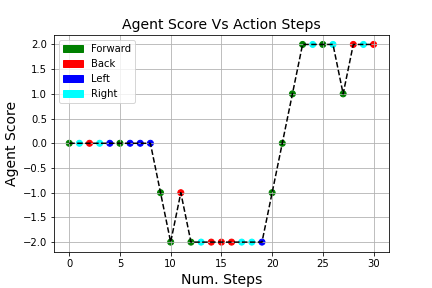 Agent Score Vs Action Steps
Agent Score
2.0
1.5
1.0
0.5
0.0
−0.5
−1.0
−1.5
−2.0
Forward
Back
Left
Right
0 5 10 15 20 25 30
Num. Steps